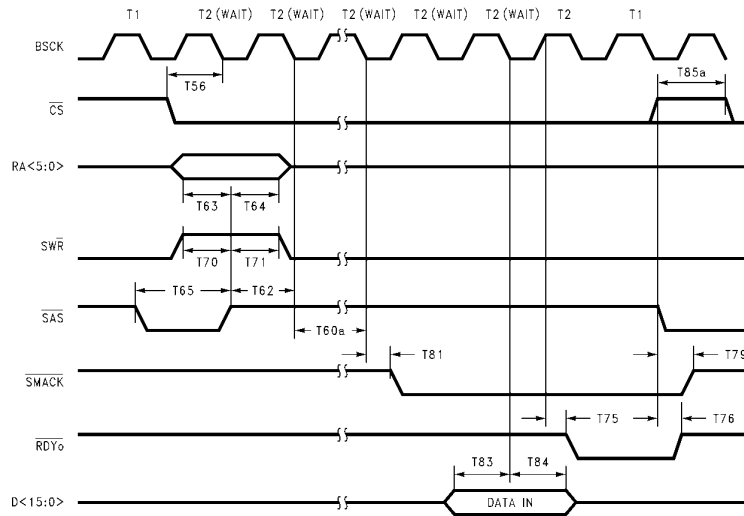 T1 T2 (WAIT) T2 (WAIT) T2 (WAIT) T2 (WAIT) T2 (WAIT) T2 T1
BSCK
T56 T85a
CS
RA<5:0>
T63 T64
SWR
T70 T71
T65 T62
SAS
T60a
T81 T79
SMACK
T75 T76
RDYo
T83 T84
D<15:0> DATA IN